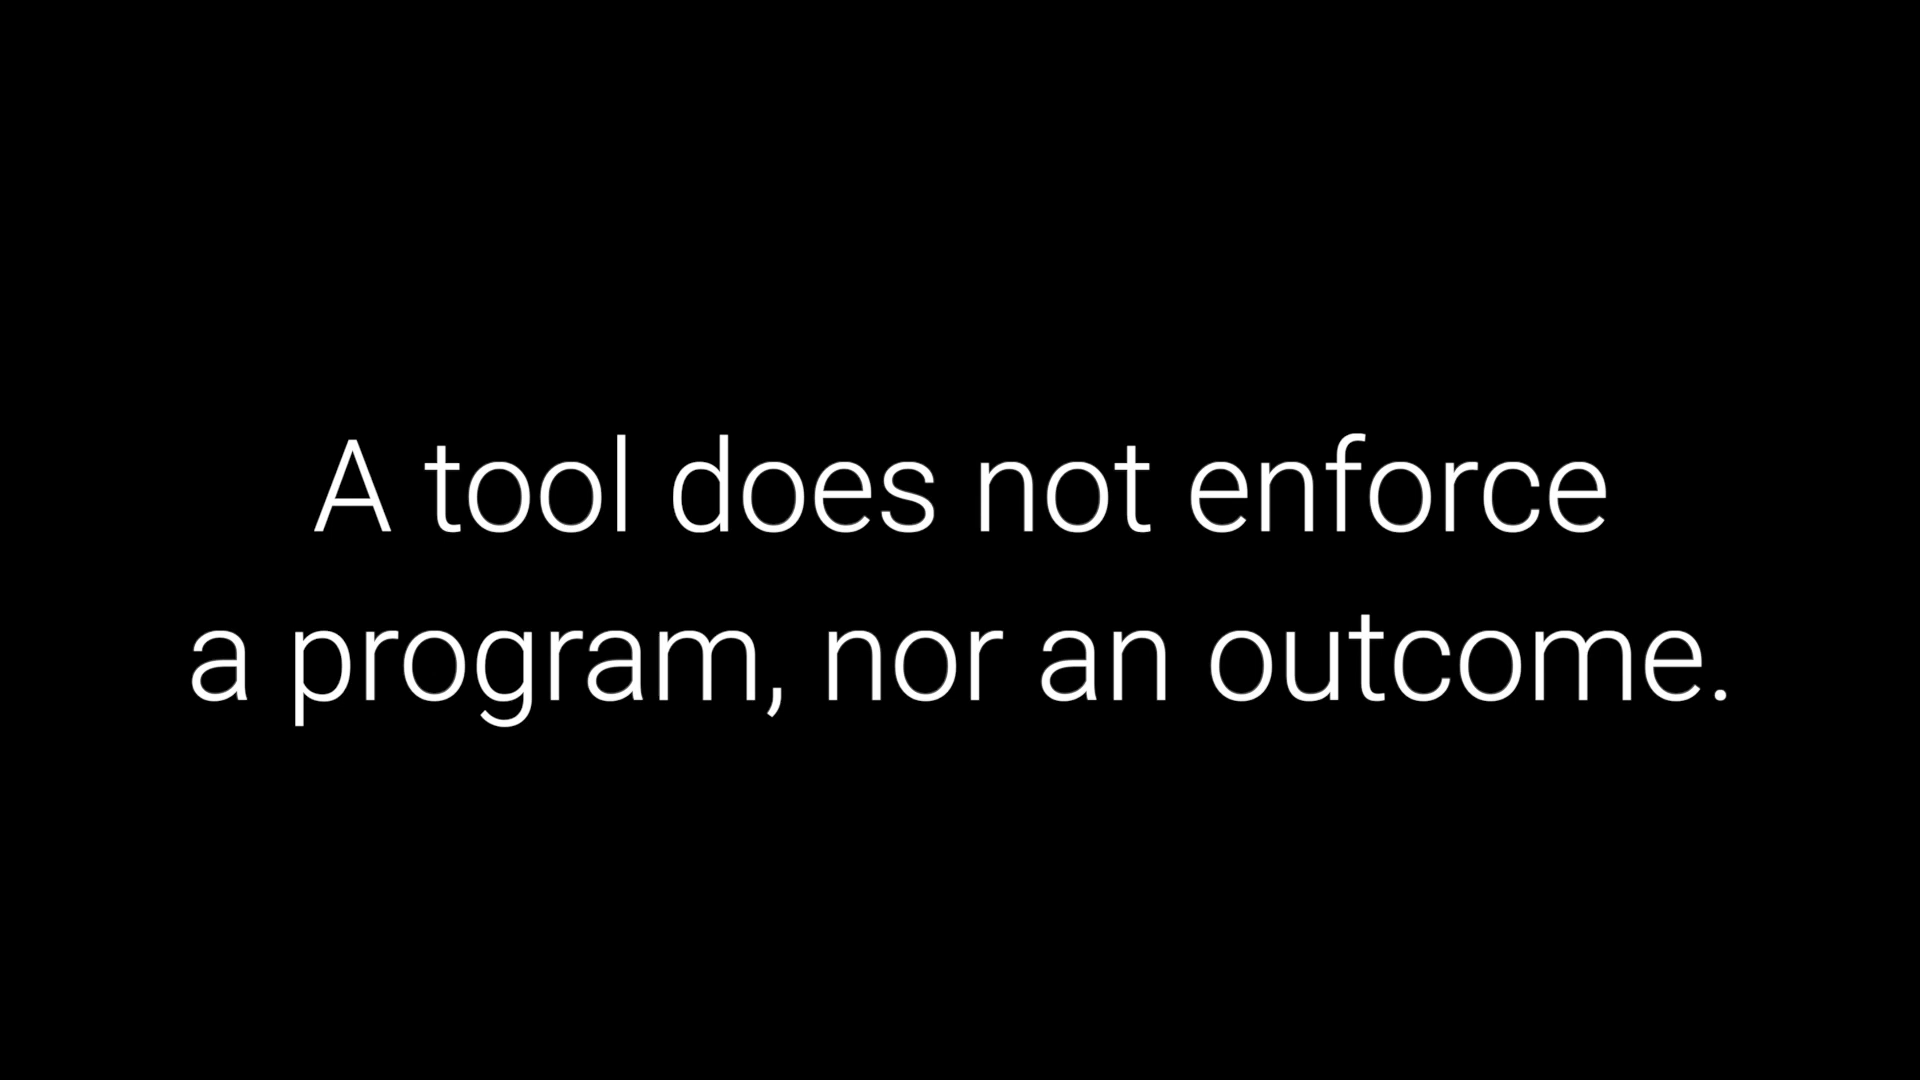 A tool does not enforce
a program, nor an outcome.